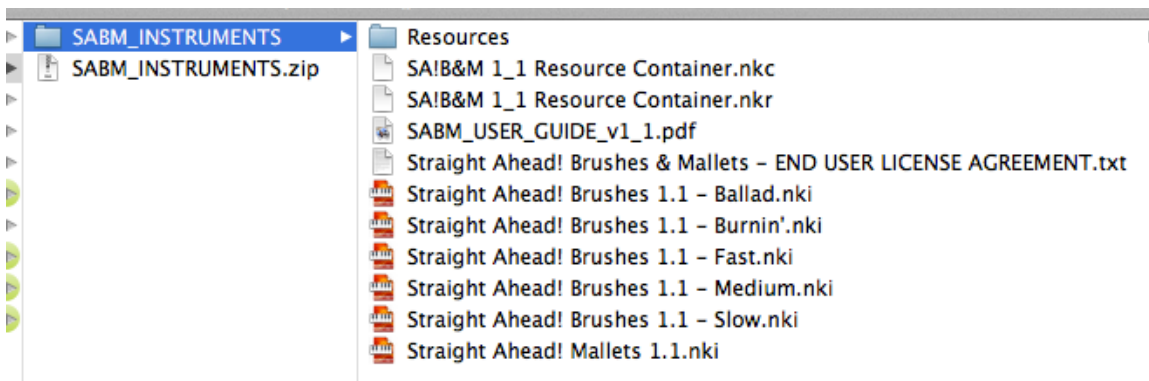 SABM_INSTRUMENTS
SABM_INSTRUMENTS.zip
Resources
SA!B&M 1_1 Resource Container.nkc
SA!B&M 1_1 Resource Container.nkr
SABM_USER_GUIDE_v1_1.pdf
Straight Ahead! Brushes & Mallets – END USER LICENSE AGREEMENT.txt
Straight Ahead! Brushes 1.1 – Ballad.nki
Straight Ahead! Brushes 1.1 – Burnin'.nki
Straight Ahead! Brushes 1.1 – Fast.nki
Straight Ahead! Brushes 1.1 – Medium.nki
Straight Ahead! Brushes 1.1 – Slow.nki
Straight Ahead! Mallets 1.1.nki